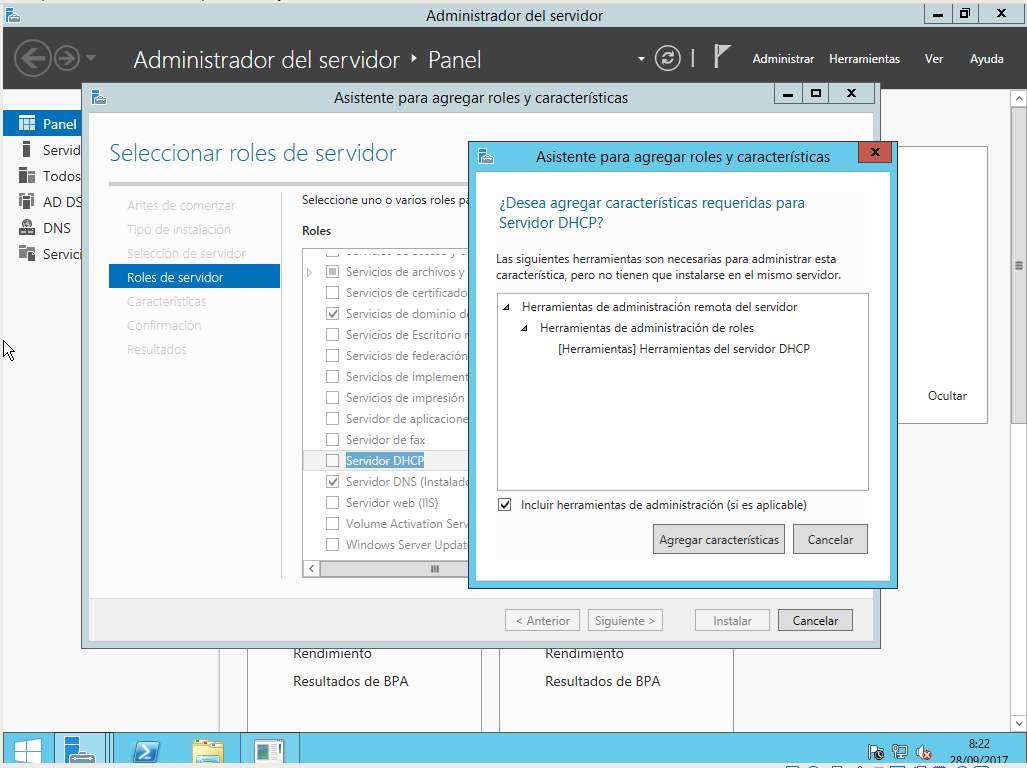 Administrador del servidor
Administrador del servidor ‣ Panel
Administrar Herramientas Ver Ayuda
Panel
Servid
Todos
AD DS
DNS
Servici
Asistente para agregar roles y características
Seleccionar roles de servidor
Antes de comenzar
Tipo de instalación
Selección de servidor
Roles de servidor
Características
Confirmación
Resultados
Seleccione uno o varios roles pa
Roles
Servicios de archivos y
Servicios de certificado
Servicios de dominio de
Servicios de Escritorio r
Servicios de federación
Servicios de implement
Servicios de impresión
Servidor de aplicacione
Servidor de fax
Servidor DHCP
Servidor DNS (Instalado
Servidor web (IIS)
Volume Activation Serv
Windows Server Updat
< Anterior
Siguiente >
Instalar
Cancelar
Asistente para agregar roles y características
¿Desea agregar características requeridas para
Servidor DHCP?
Las siguientes herramientas son necesarias para administrar esta
característica, pero no tienen que instalarse en el mismo servidor.
Herramientas de administración remota del servidor
Herramientas de administración de roles
[Herramientas] Herramientas del servidor DHCP
Incluir herramientas de administración (si es aplicable)
Agregar características
Cancelar
Ocultar
Rendimiento
Resultados de BPA
Rendimiento
Resultados de BPA
8:22
28/09/2017